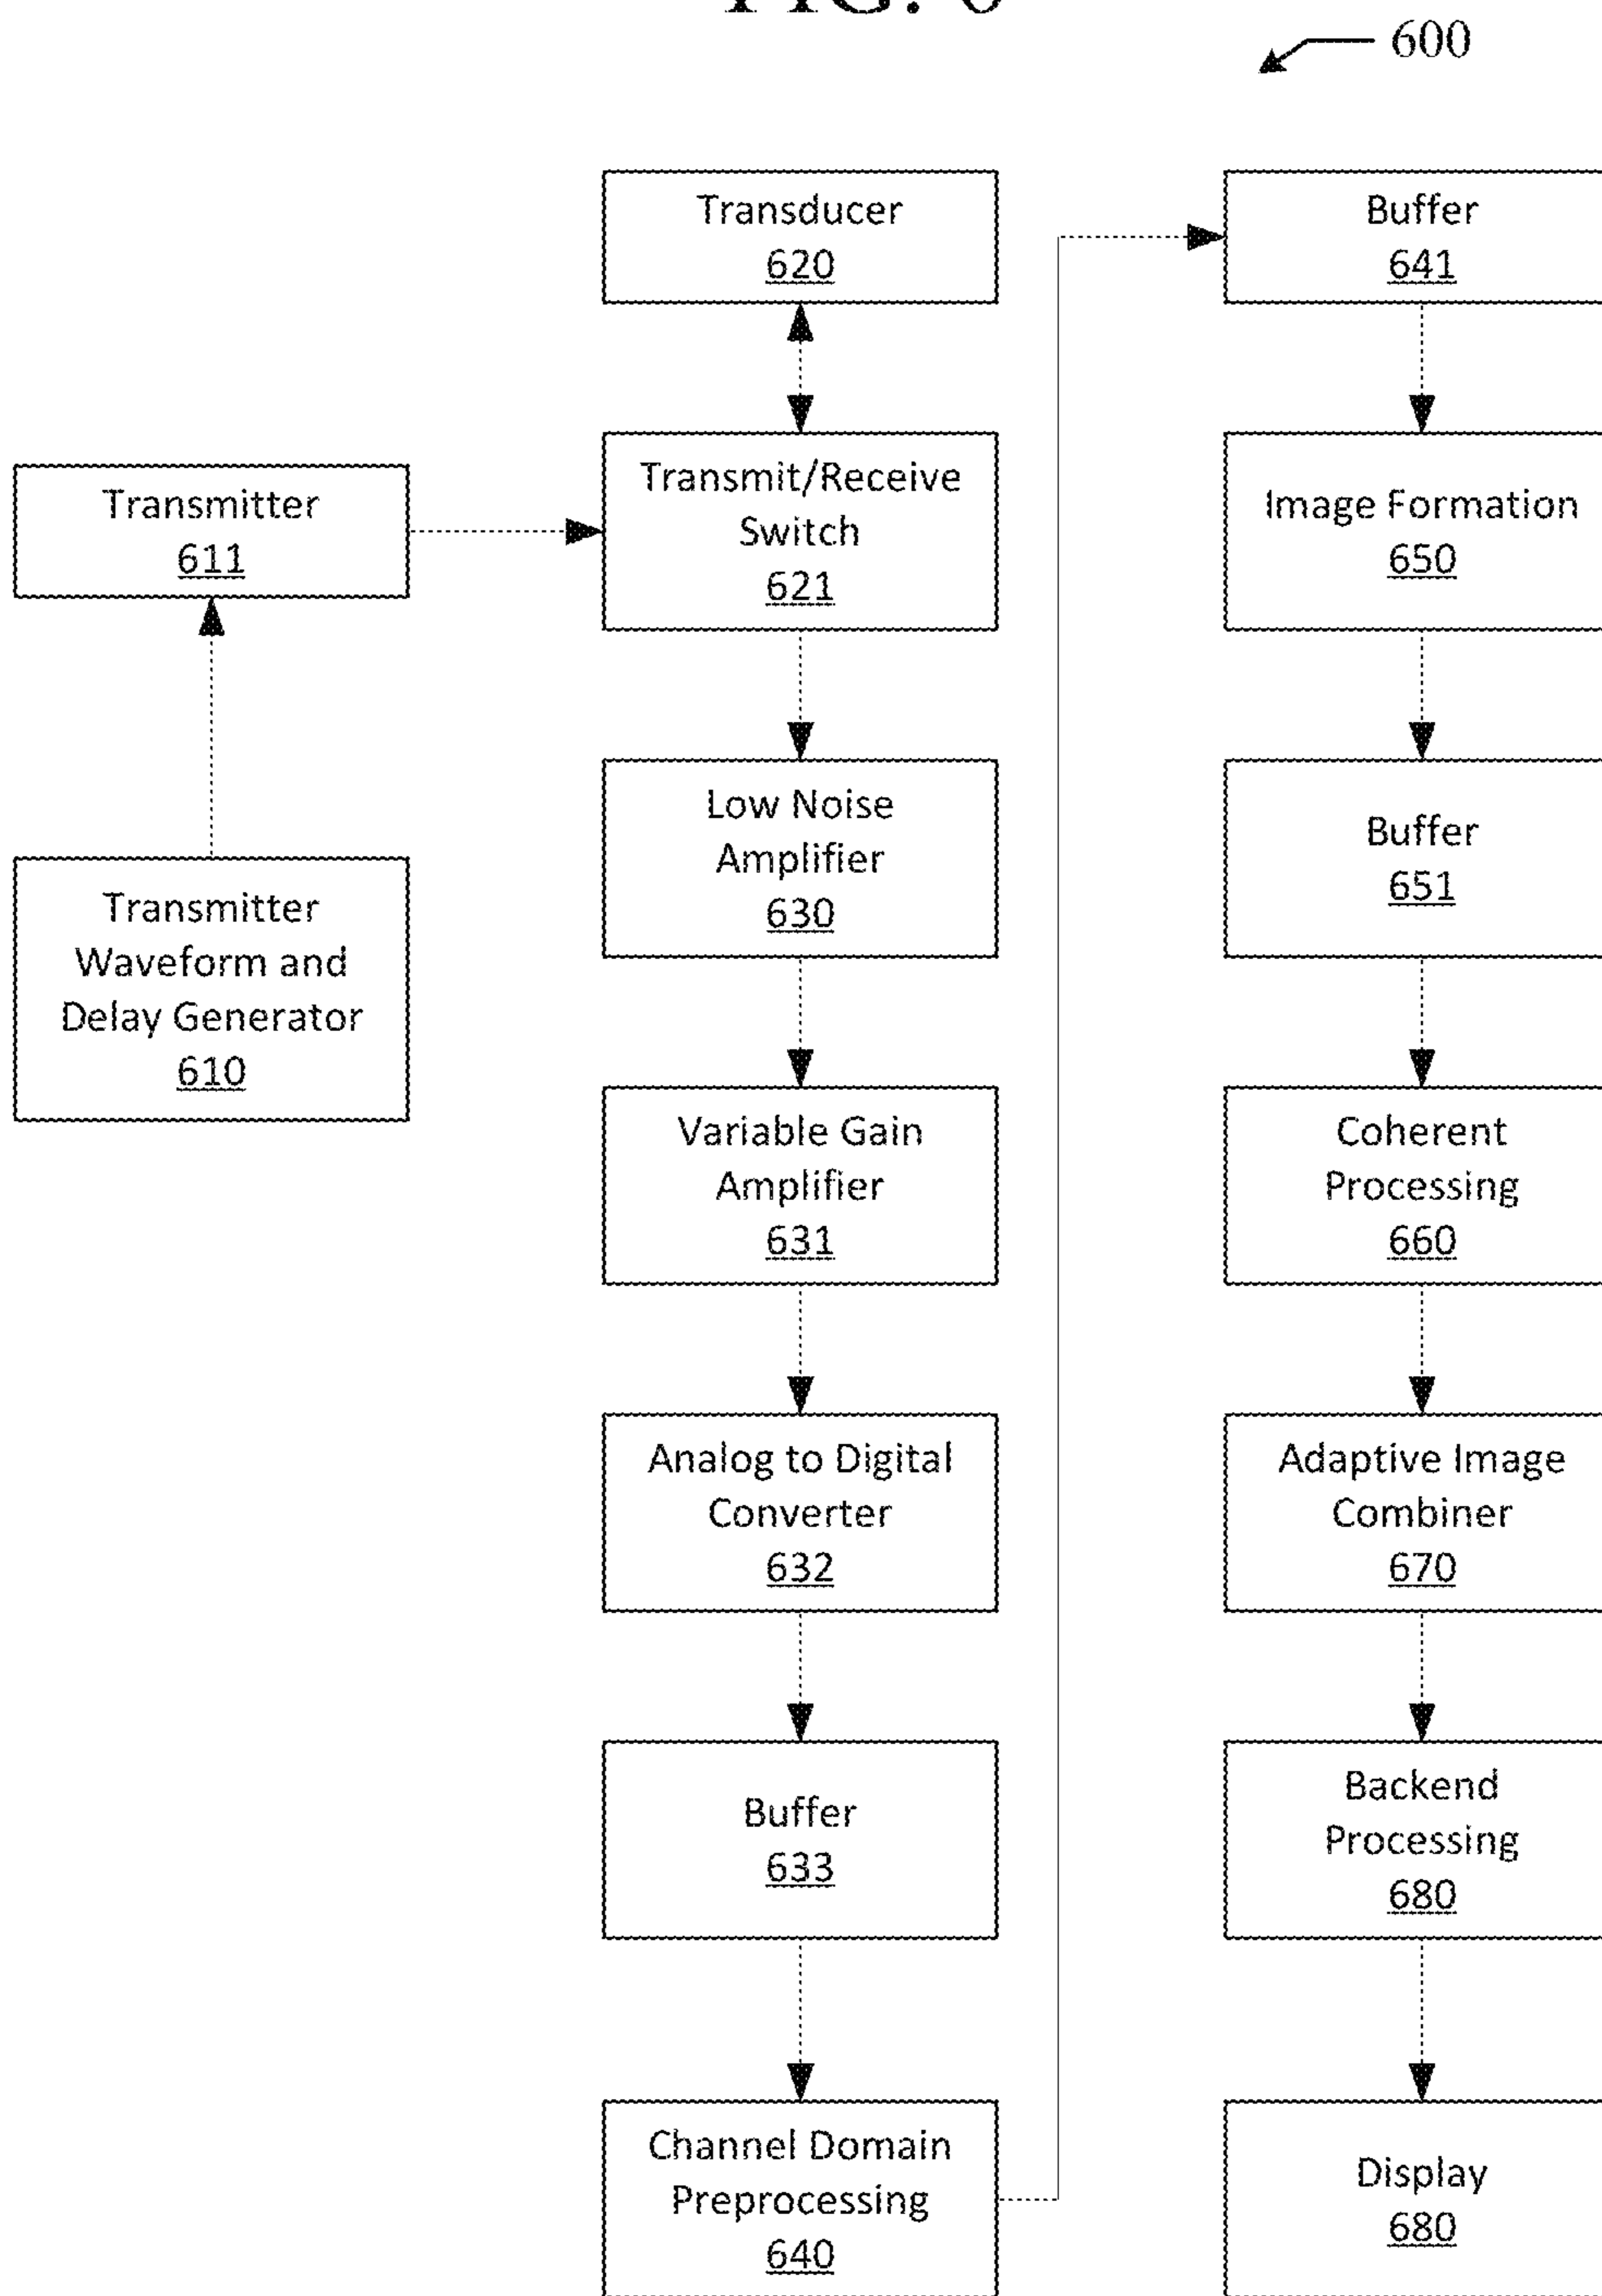 FIG. 6
600
Transmitter
611
Transmitter
Waveform and
Delay Generator
610
Transducer
620
Transmit/Receive
Switch
621
Low Noise
Amplifier
630
Variable Gain
Amplifier
631
Analog to Digital
Converter
632
Buffer
633
Channel Domain
Preprocessing
640
Buffer
641
Image Formation
650
Buffer
651
Coherent
Processing
660
Adaptive Image
Combiner
670
Backend
Processing
680
Display
680